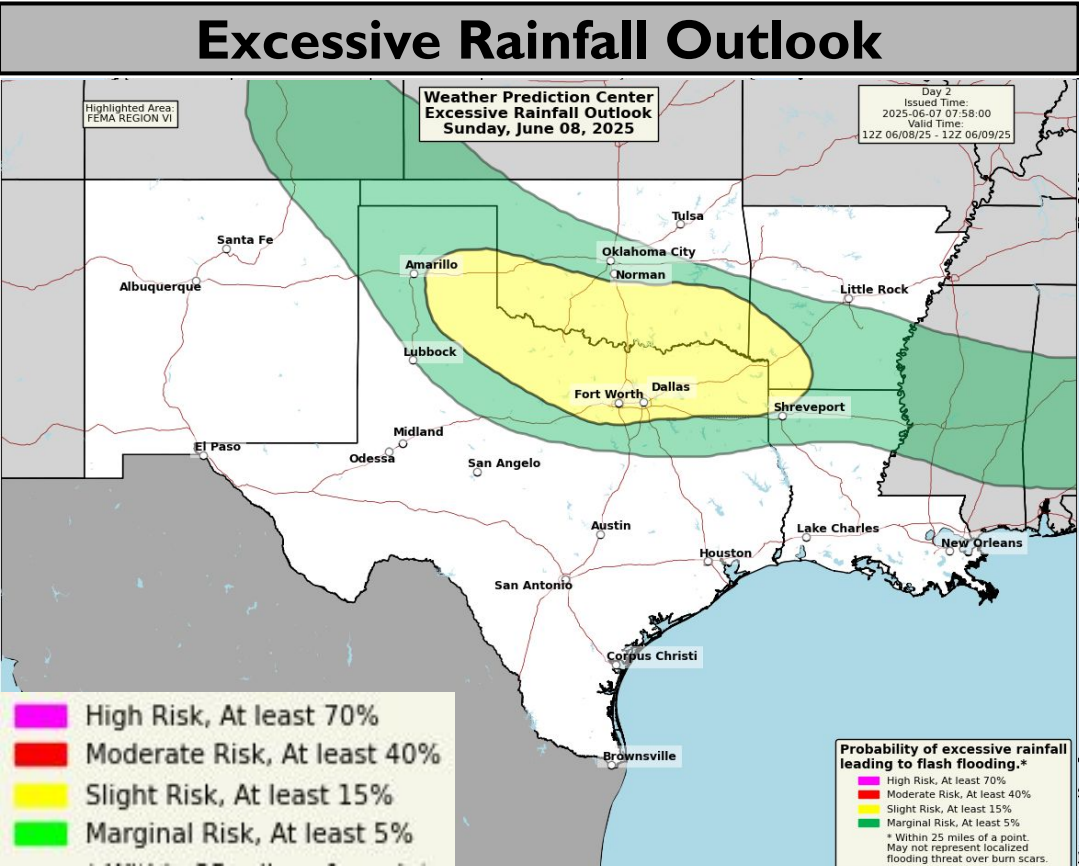 Excessive Rainfall Outlook
Highlighted Area:
FEMA REGION VI
Weather Prediction Center
Excessive Rainfall Outlook
Sunday, June 08, 2025
Day 2
Issued Time:
2025-06-07 07:58:00
Valid Time:
12Z 06/08/25 - 12Z 06/09/25
Tulsa
Santa Fe
Oklahoma City
Amarillo
Norman
Albuquerque
Little Rock
Lubbock
Dallas
Fort Worth
Shreveport
Midland
El Paso
Odessa
San Angelo
Austin
Lake Charles
New Orleans
Houston
San Antonio
Corpus Christi
Brownsville
High Risk, At least 70%
Moderate Risk, At least 40%
Slight Risk, At least 15%
Marginal Risk, At least 5%
Probability of excessive rainfall
leading to flash flooding.*
High Risk, At least 70%
Moderate Risk, At least 40%
Slight Risk, At least 15%
Marginal Risk, At least 5%
* Within 25 miles of a point.
May not represent localized
flooding threat over burn scars.